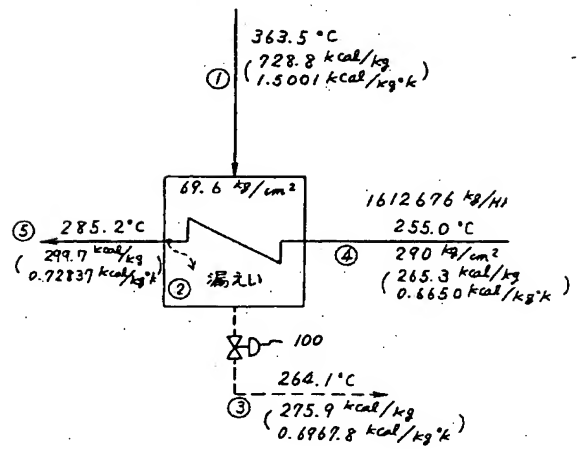 363.5 °C
( 728.8 kcal/kg
1.5001 kcal/kg°k )
①
69.6 kg/cm²
1612676 kg/H
⑤
285.2°C
255.0 °C
( 299.7 kcal/kg
0.72837 kcal/kg°k )
④
290 kg/cm²
( 265.3 kcal/kg
0.6650 kcal/kg°k )
②
漏えい
100
264.1°C
③
( 275.9 kcal/kg
0.6967.8 kcal/kg°k )